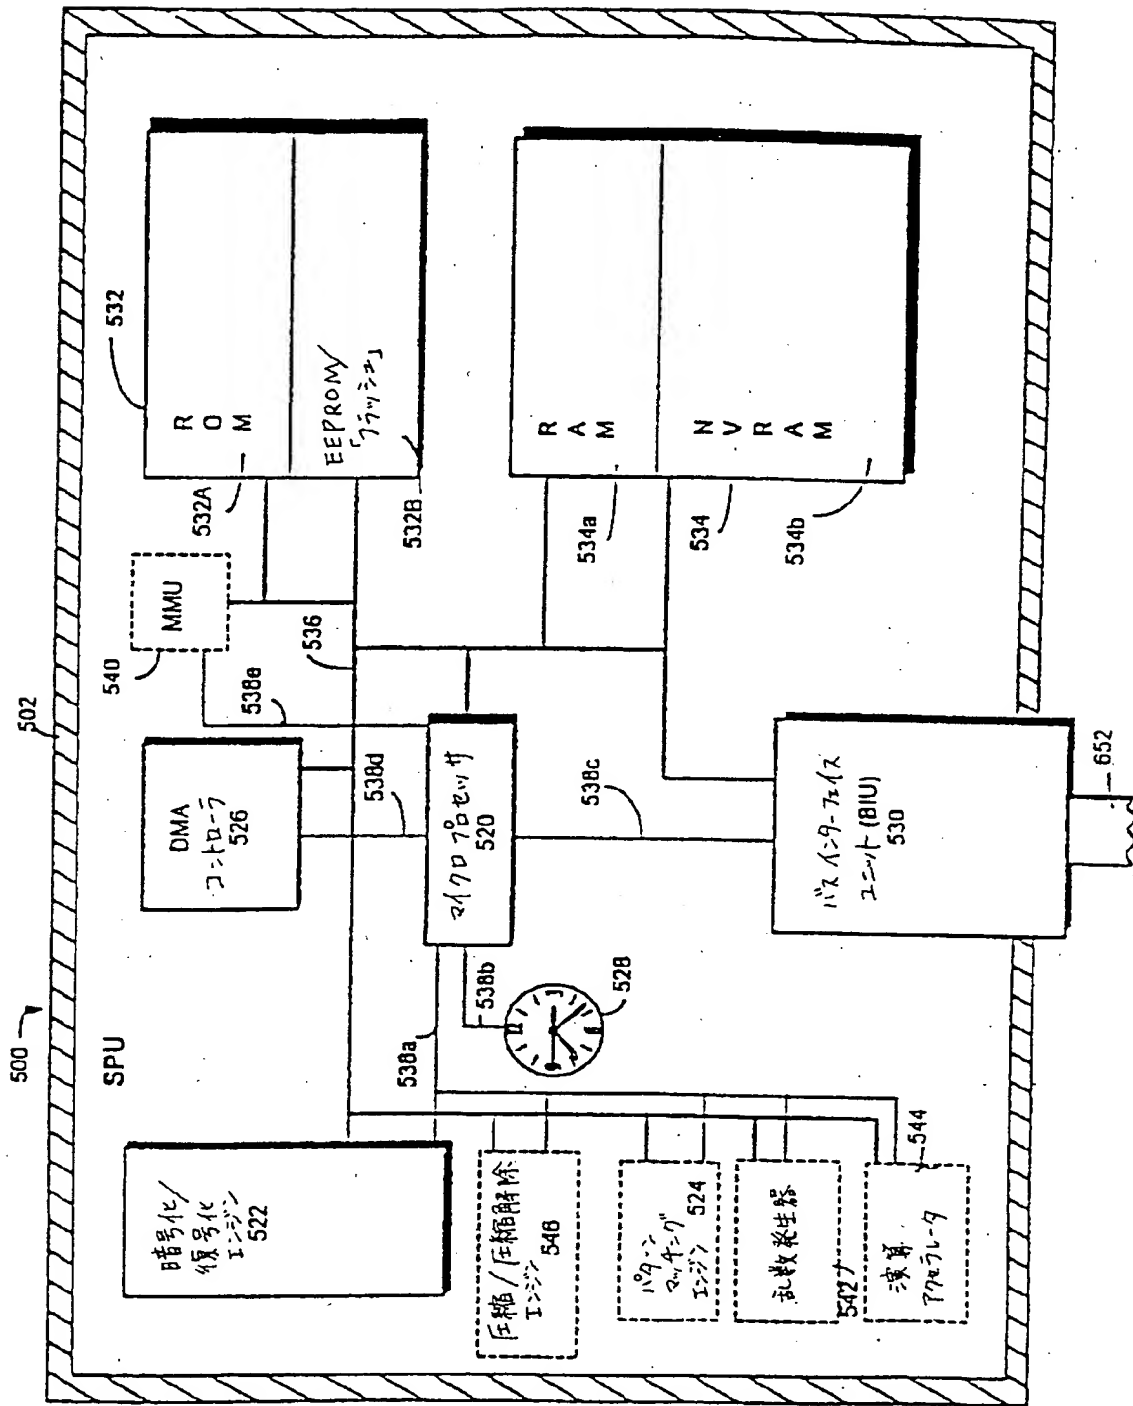 500
502
SPU
暗号化/
復号化
エンジン
522
DMA
コントローラ
526
540
MMU
532
R
O
M
532A
EEPROM/
「フラッシュ」
532B
536
538e
538d
538a
538b
マイクロプロセッサ
520
528
圧縮/圧縮解除
エンジン
546
パターン
マッチング
エンジン
524
乱数発生器
542
演算
アクセラレータ
544
538c
バスインターフェイス
ユニット(BIU)
530
652
R
A
M
534a
N
V
R
A
M
534
534b